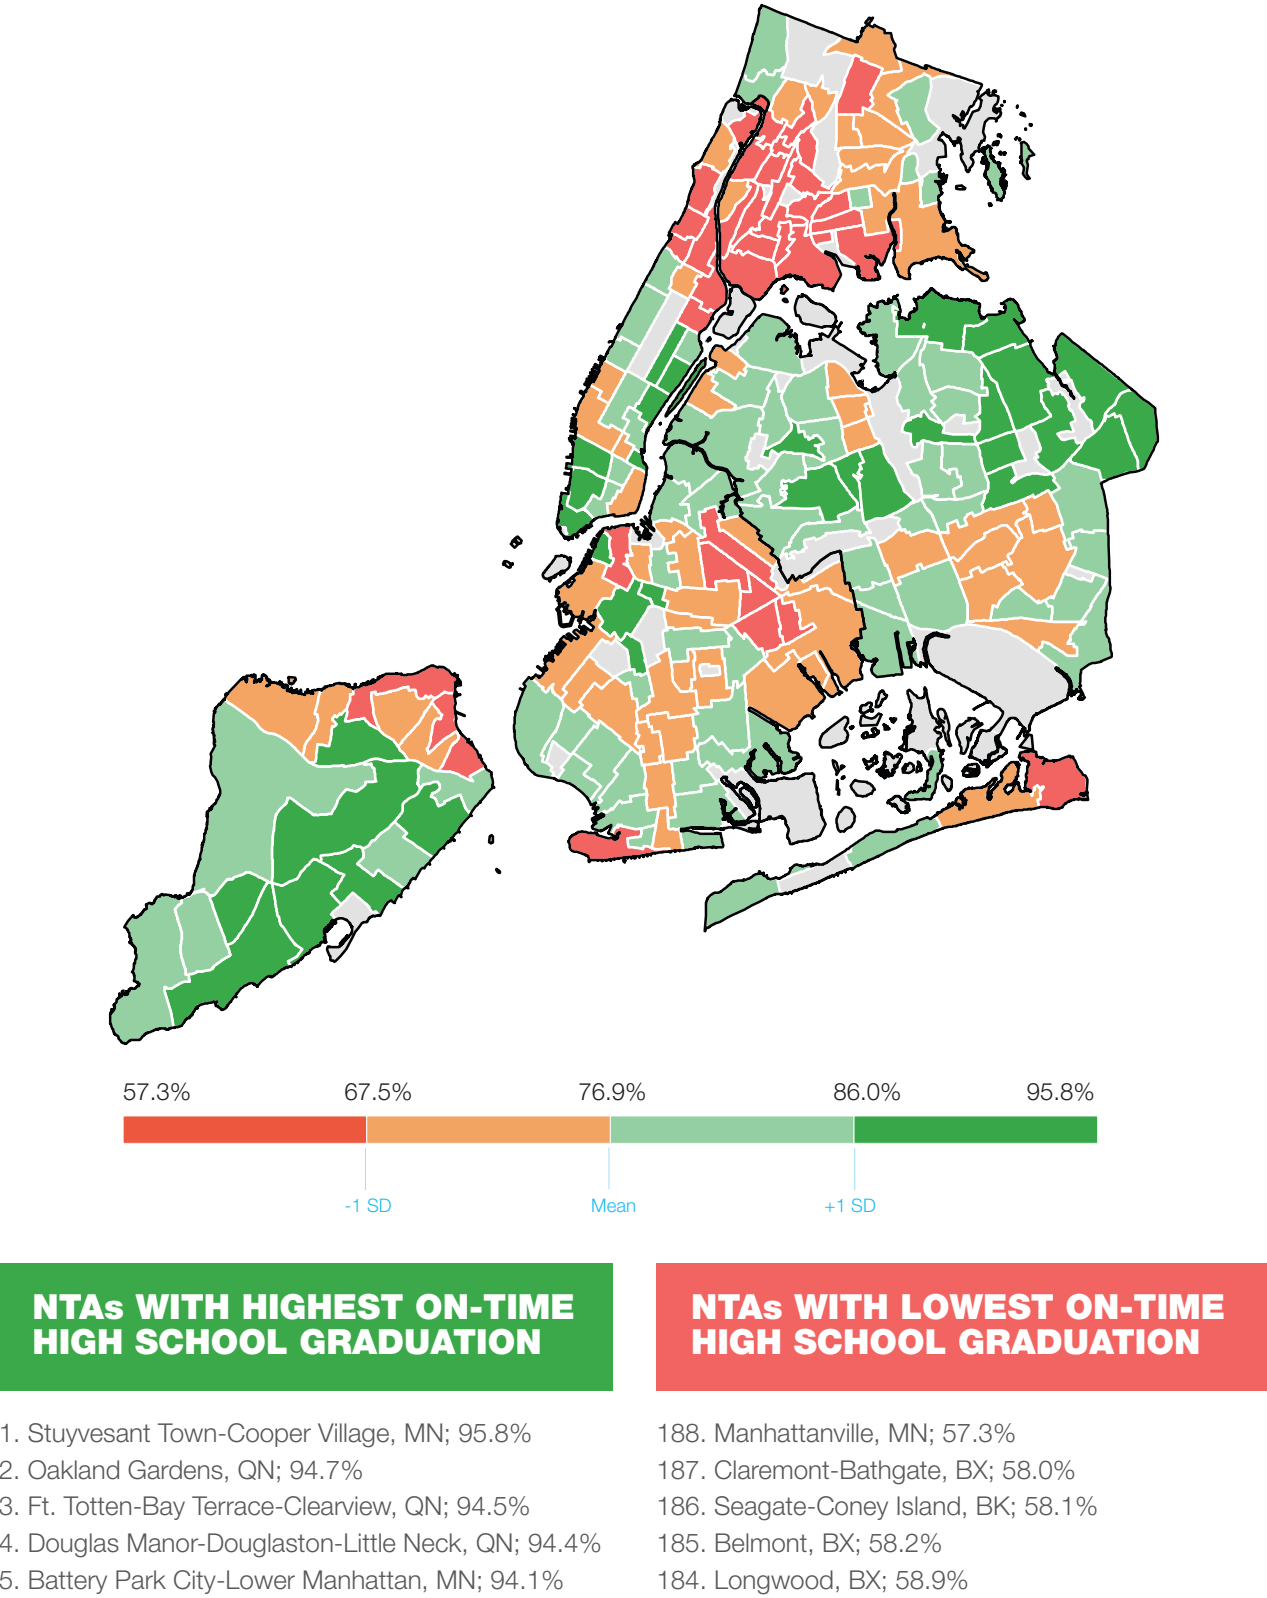 57.3% 67.5% 76.9% 86.0% 95.8%
-1 SD Mean +1 SD
NTAs WITH HIGHEST ON-TIME
HIGH SCHOOL GRADUATION
1. Stuyvesant Town-Cooper Village, MN; 95.8%
2. Oakland Gardens, QN; 94.7%
3. Ft. Totten-Bay Terrace-Clearview, QN; 94.5%
4. Douglas Manor-Douglaston-Little Neck, QN; 94.4%
5. Battery Park City-Lower Manhattan, MN; 94.1%
NTAs WITH LOWEST ON-TIME
HIGH SCHOOL GRADUATION
188. Manhattanville, MN; 57.3%
187. Claremont-Bathgate, BX; 58.0%
186. Seagate-Coney Island, BK; 58.1%
185. Belmont, BX; 58.2%
184. Longwood, BX; 58.9%